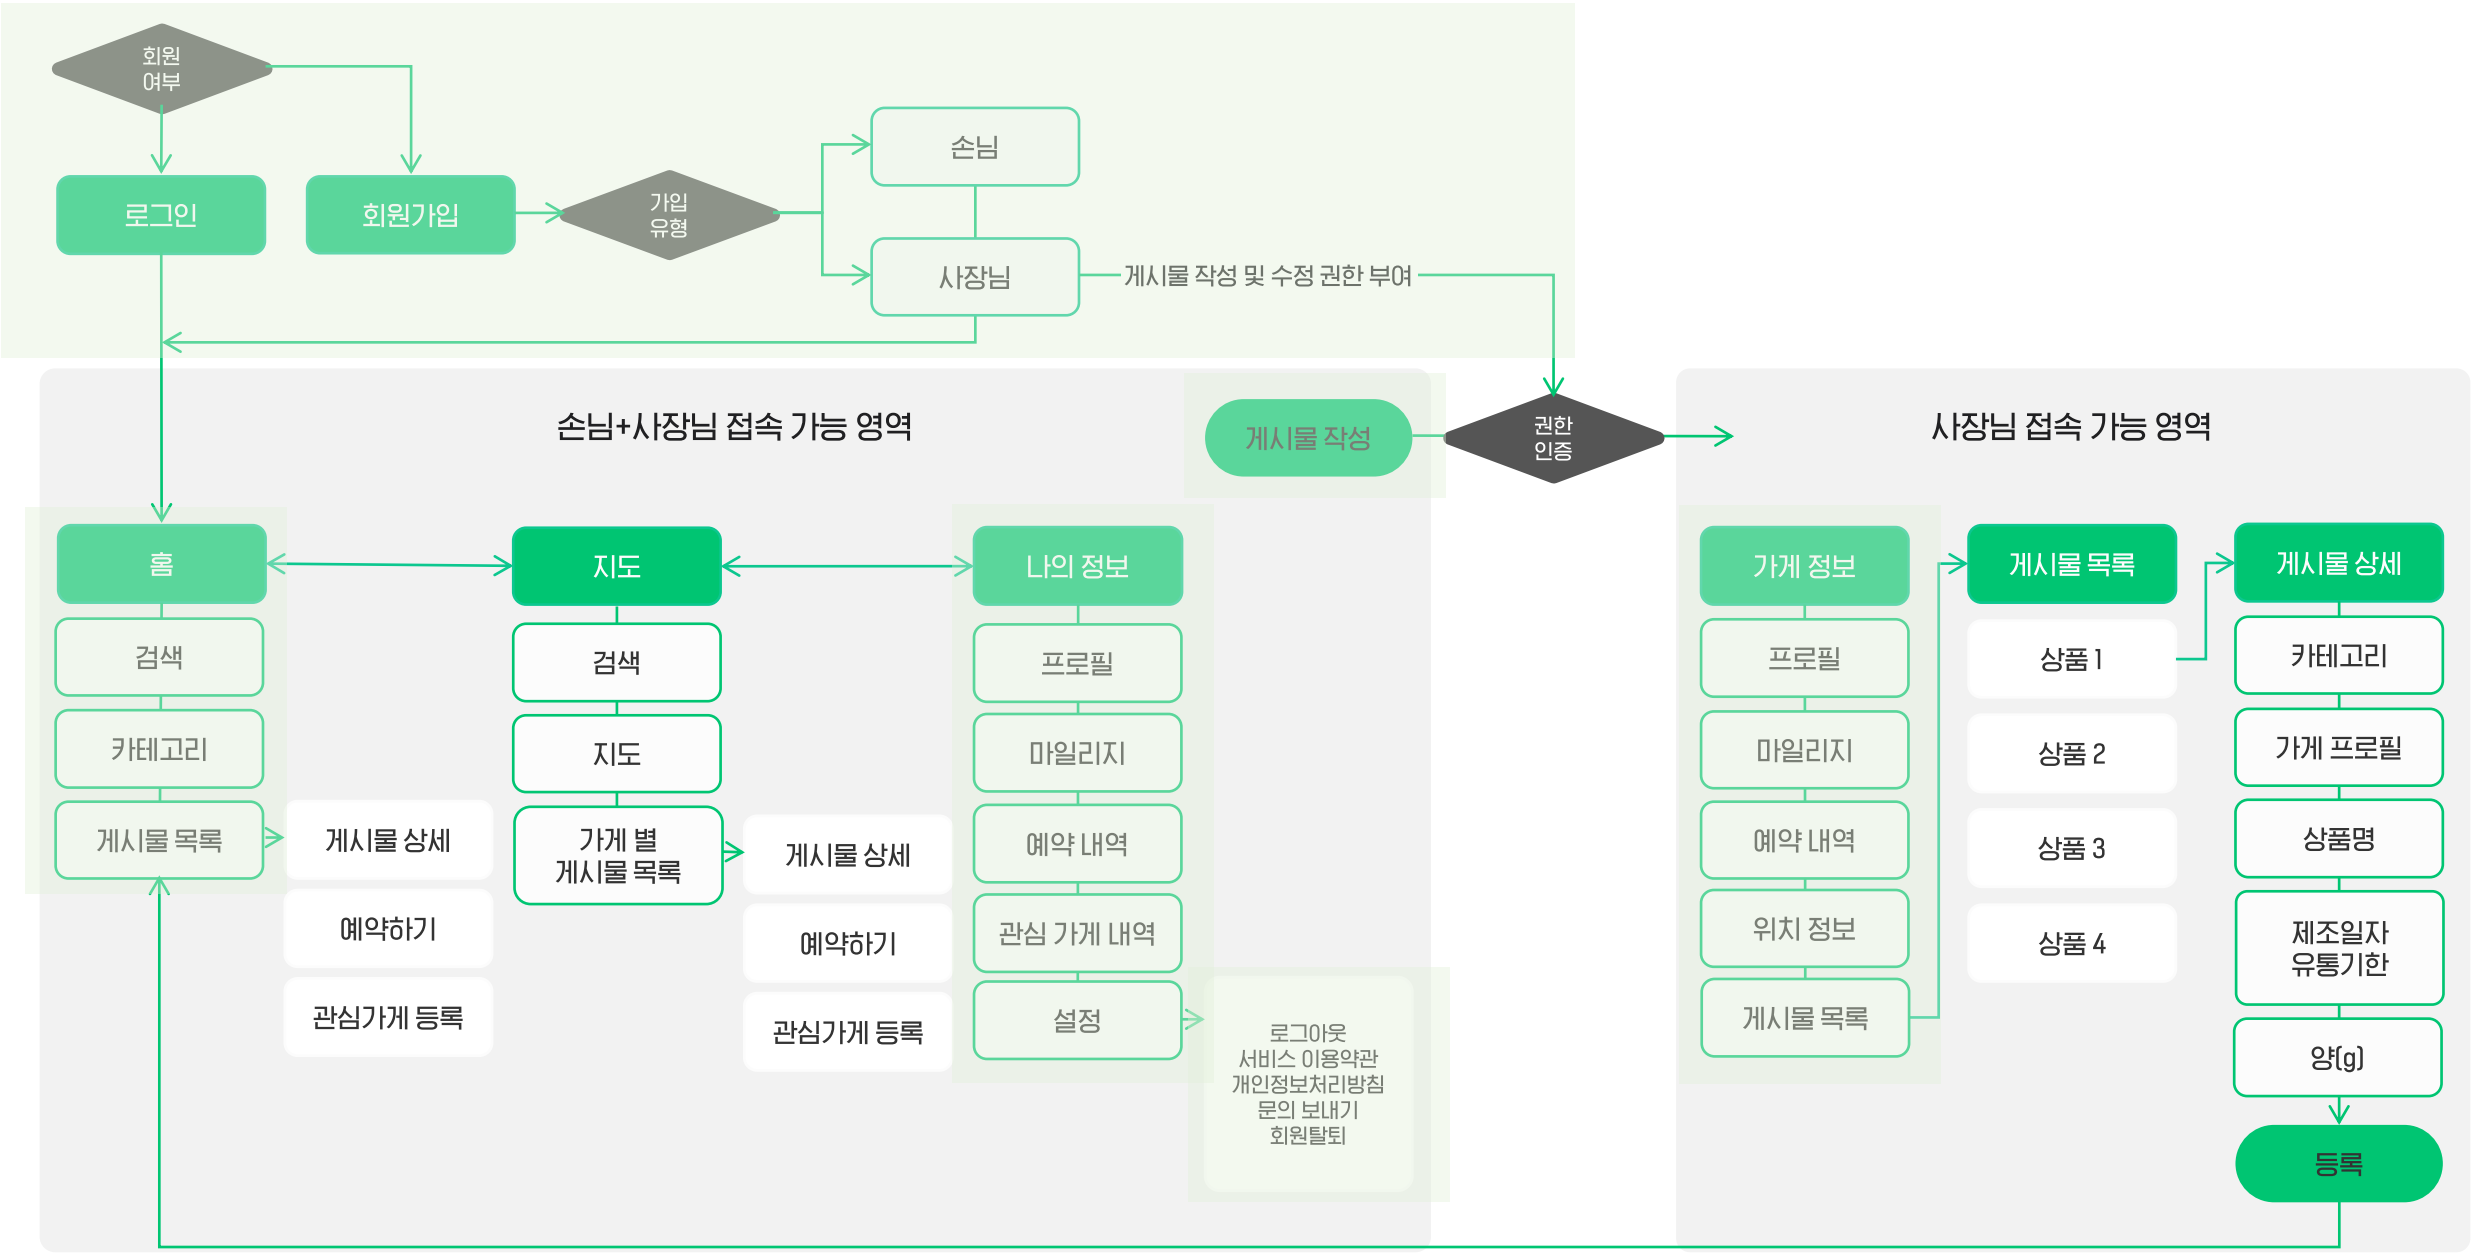 회원
여부
로그인
회원가입
가입
유형
손님
사장님
게시물 작성 및 수정 권한 부여
손님+사장님 접속 가능 영역
게시물 작성
권한
인증
사장님 접속 가능 영역
홈
검색
카테고리
게시물 목록
게시물 상세
예약하기
관심가게 등록
지도
검색
지도
가게 별
게시물 목록
게시물 상세
예약하기
관심가게 등록
나의 정보
프로필
마일리지
예약 내역
관심 가게 내역
설정
로그아웃
서비스 이용약관
개인정보처리방침
문의 보내기
회원탈퇴
가게 정보
프로필
마일리지
예약 내역
위치 정보
게시물 목록
게시물 목록
상품 1
상품 2
상품 3
상품 4
게시물 상세
카테고리
가게 프로필
상품명
제조일자
유통기한
양(g)
등록